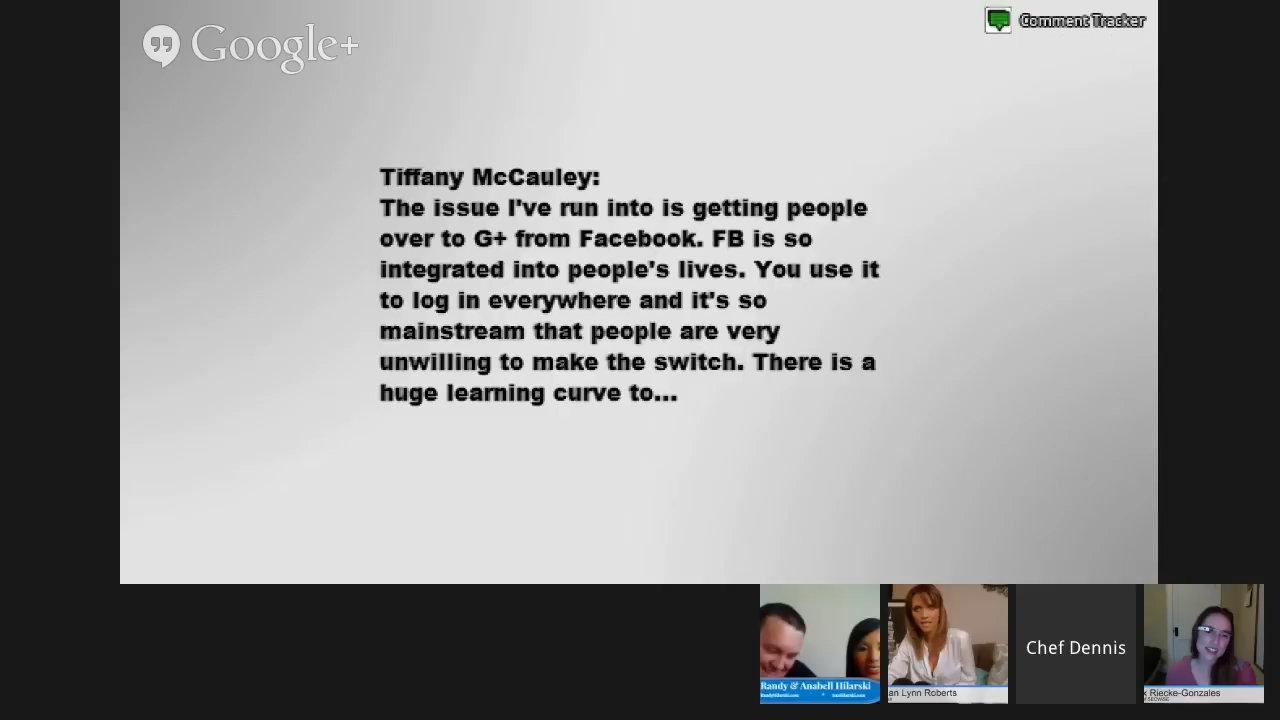 Google+
Comment Tracker
Tiffany McCauley:
The issue I've run into is getting people
over to G+ from Facebook. FB is so
integrated into people's lives. You use it
to log in everywhere and it's so
mainstream that people are very
unwilling to make the switch. There is a
huge learning curve to...
Chef Dennis
Randy & Anabell Hilarski
an Lynn Roberts
Riecke-Gonzales